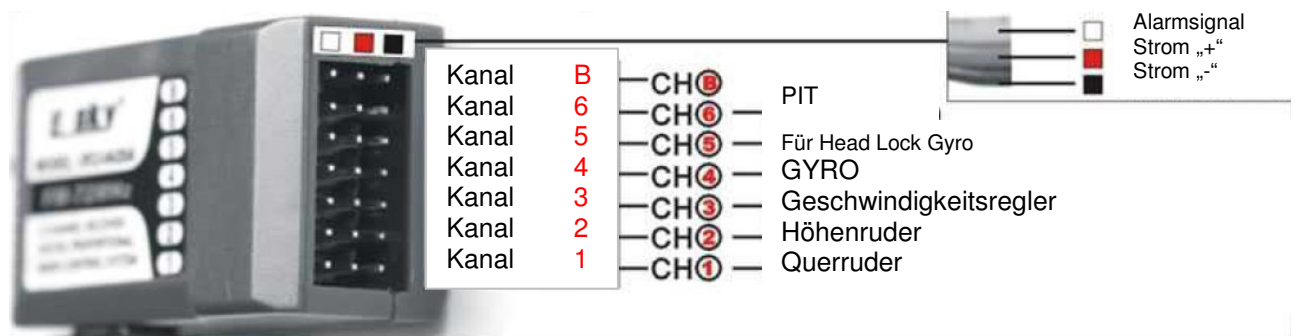 Alarmsignal
Strom „+“
Strom „-“
Kanal B CHB
Kanal 6 CH6 PIT
Kanal 5 CH5 Für Head Lock Gyro
Kanal 4 CH4 GYRO
Kanal 3 CH3 Geschwindigkeitsregler
Kanal 2 CH2 Höhenruder
Kanal 1 CH1 Querruder